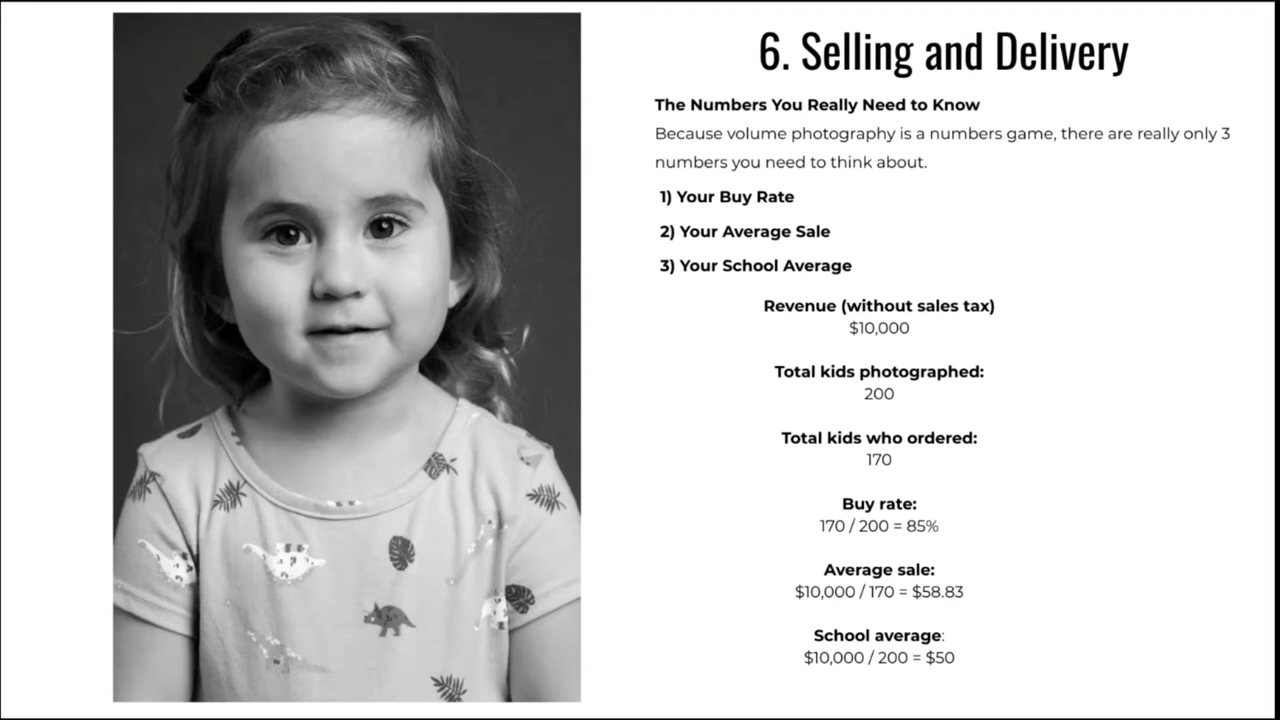 6. Selling and Delivery
The Numbers You Really Need to Know
Because volume photography is a numbers game, there are really only 3
numbers you need to think about.
1) Your Buy Rate
2) Your Average Sale
3) Your School Average
Revenue (without sales tax)
$10,000
Total kids photographed:
200
Total kids who ordered:
170
Buy rate:
170 / 200 = 85%
Average sale:
$10,000 / 170 = $58.83
School average:
$10,000 / 200 = $50